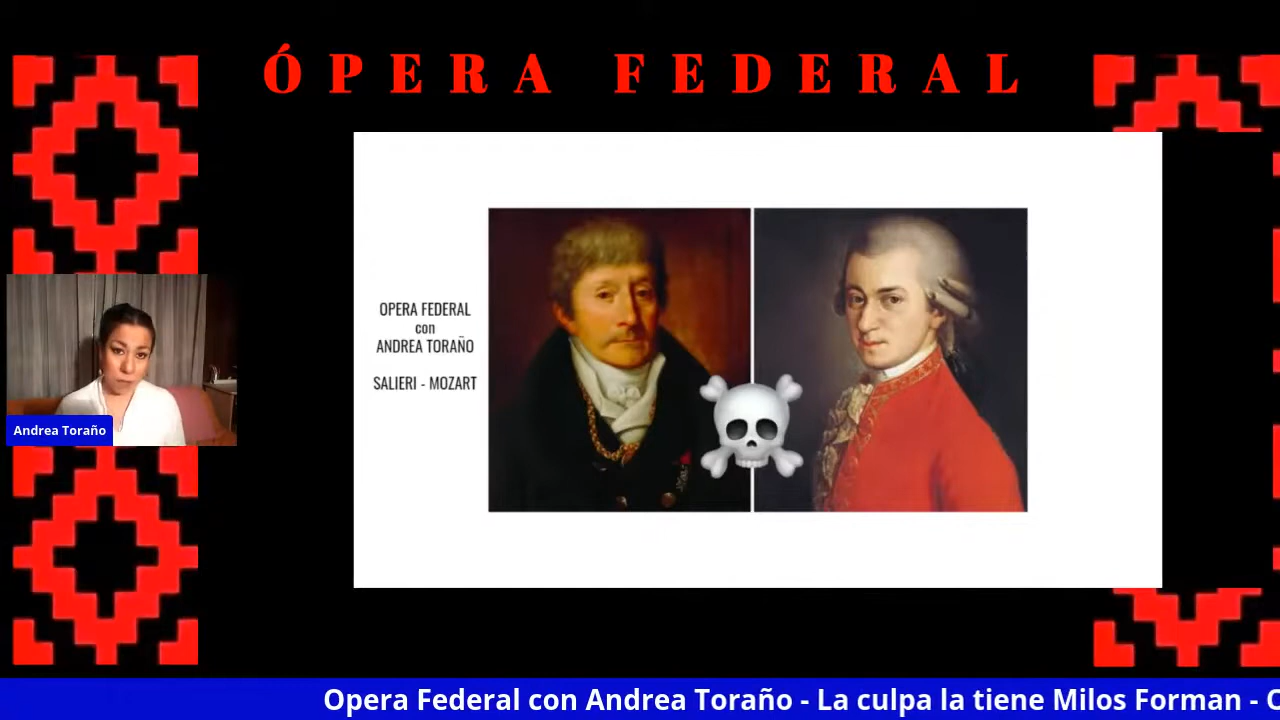 ÓPERA FEDERAL
OPERA FEDERAL
con
ANDREA TORAÑO
SALIERI - MOZART
Andrea Toraño
Opera Federal con Andrea Toraño - La culpa la tiene Milos Forman -